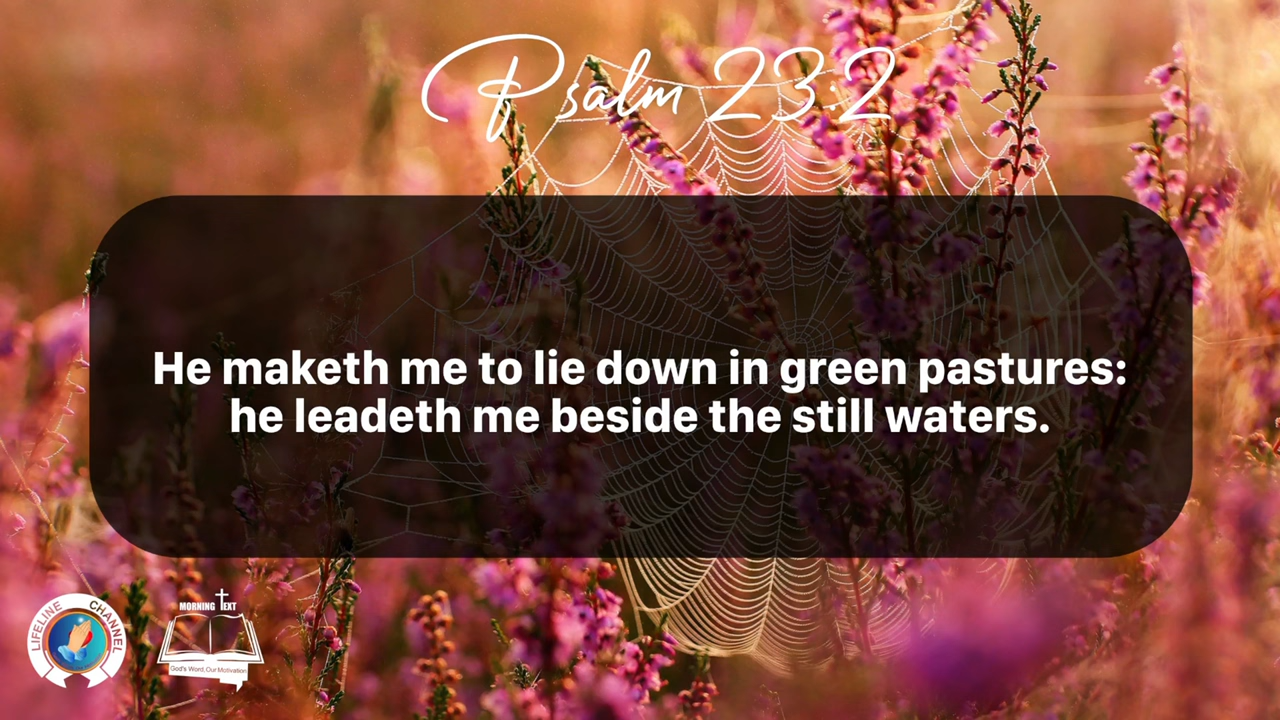 Psalm 23:2
He maketh me to lie down in green pastures:
he leadeth me beside the still waters.
LIFELINE CHANNEL
MORNING TEXT
God's Word, Our Motivation